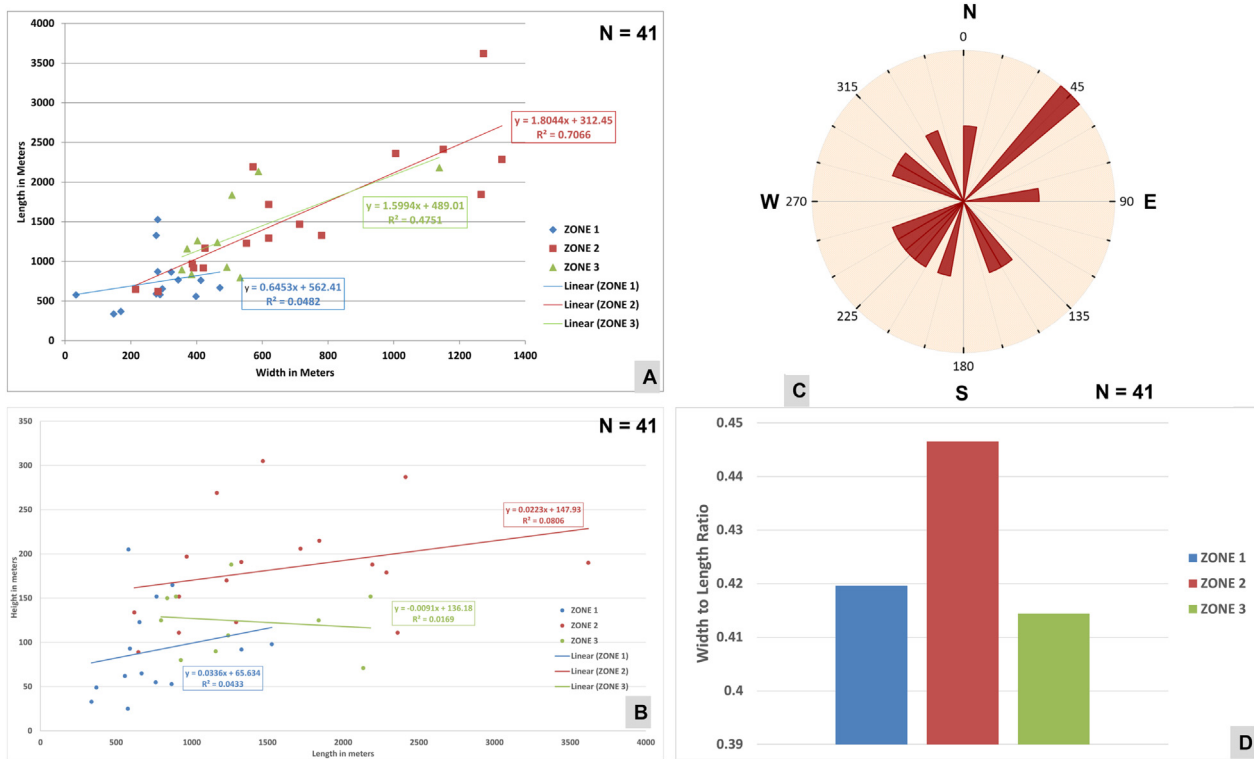 N = 41
4000
3500
3000
2500
2000
1500
1000
500
0
Length in Meters
0 200 400 600 800 1000 1200 1400
Width in Meters
y = 1.8044x + 312.45
R² = 0.7066
y = 1.5994x + 489.01
R² = 0.4751
y = 0.6453x + 562.41
R² = 0.0482
ZONE 1
ZONE 2
ZONE 3
Linear (ZONE 1)
Linear (ZONE 2)
Linear (ZONE 3)
A
N
0
45
90
E
135
180
S
225
270
W
315
C
N = 41
N = 41
350
300
250
200
150
100
50
0
Height in meters
0 500 1000 1500 2000 2500 3000 3500 4000
Length in meters
y = 0.0223x + 147.93
R² = 0.0806
y = -0.0091x + 136.18
R² = 0.0169
y = 0.0336x + 65.634
R² = 0.0433
ZONE 1
ZONE 2
ZONE 3
Linear (ZONE 1)
Linear (ZONE 2)
Linear (ZONE 3)
B
0.45
0.44
0.43
0.42
0.41
0.4
0.39
Width to Length Ratio
ZONE 1
ZONE 2
ZONE 3
D